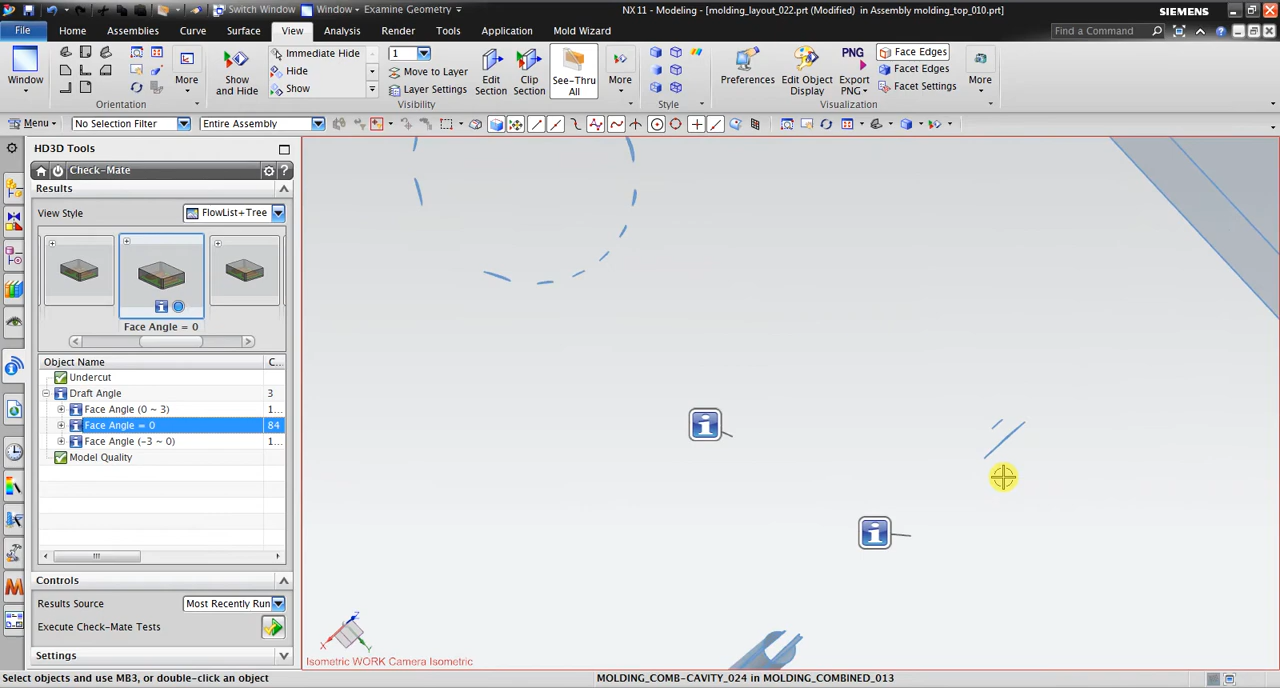 Switch Window Window Examine Geometry
NX 11 - Modeling - [molding_layout_022.prt (Modified) in Assembly molding_top_010.prt]
SIEMENS
File Home Assemblies Curve Surface View Analysis Render Tools Application Mold Wizard
Find a Command
Window
More
Orientation
Show and Hide
Immediate Hide
Hide
Show
1
Move to Layer
Layer Settings
Visibility
Edit Section
Clip Section
See-Thru All
More
Style
Preferences
Edit Object Display
PNG
Export PNG
Face Edges
Facet Edges
Facet Settings
More
Visualization
Menu
No Selection Filter
Entire Assembly
HD3D Tools
Check-Mate
Results
View Style
FlowList+Tree
Face Angle = 0
Object Name C...
Undercut
Draft Angle 3
Face Angle (0 ~ 3) 1...
Face Angle = 0 84
Face Angle (-3 ~ 0) 1...
Model Quality
Controls
Results Source Most Recently Run
Execute Check-Mate Tests
Settings
Z
X
Y
Isometric WORK Camera Isometric
Select objects and use MB3, or double-click an object
MOLDING_COMB-CAVITY_024 in MOLDING_COMBINED_013